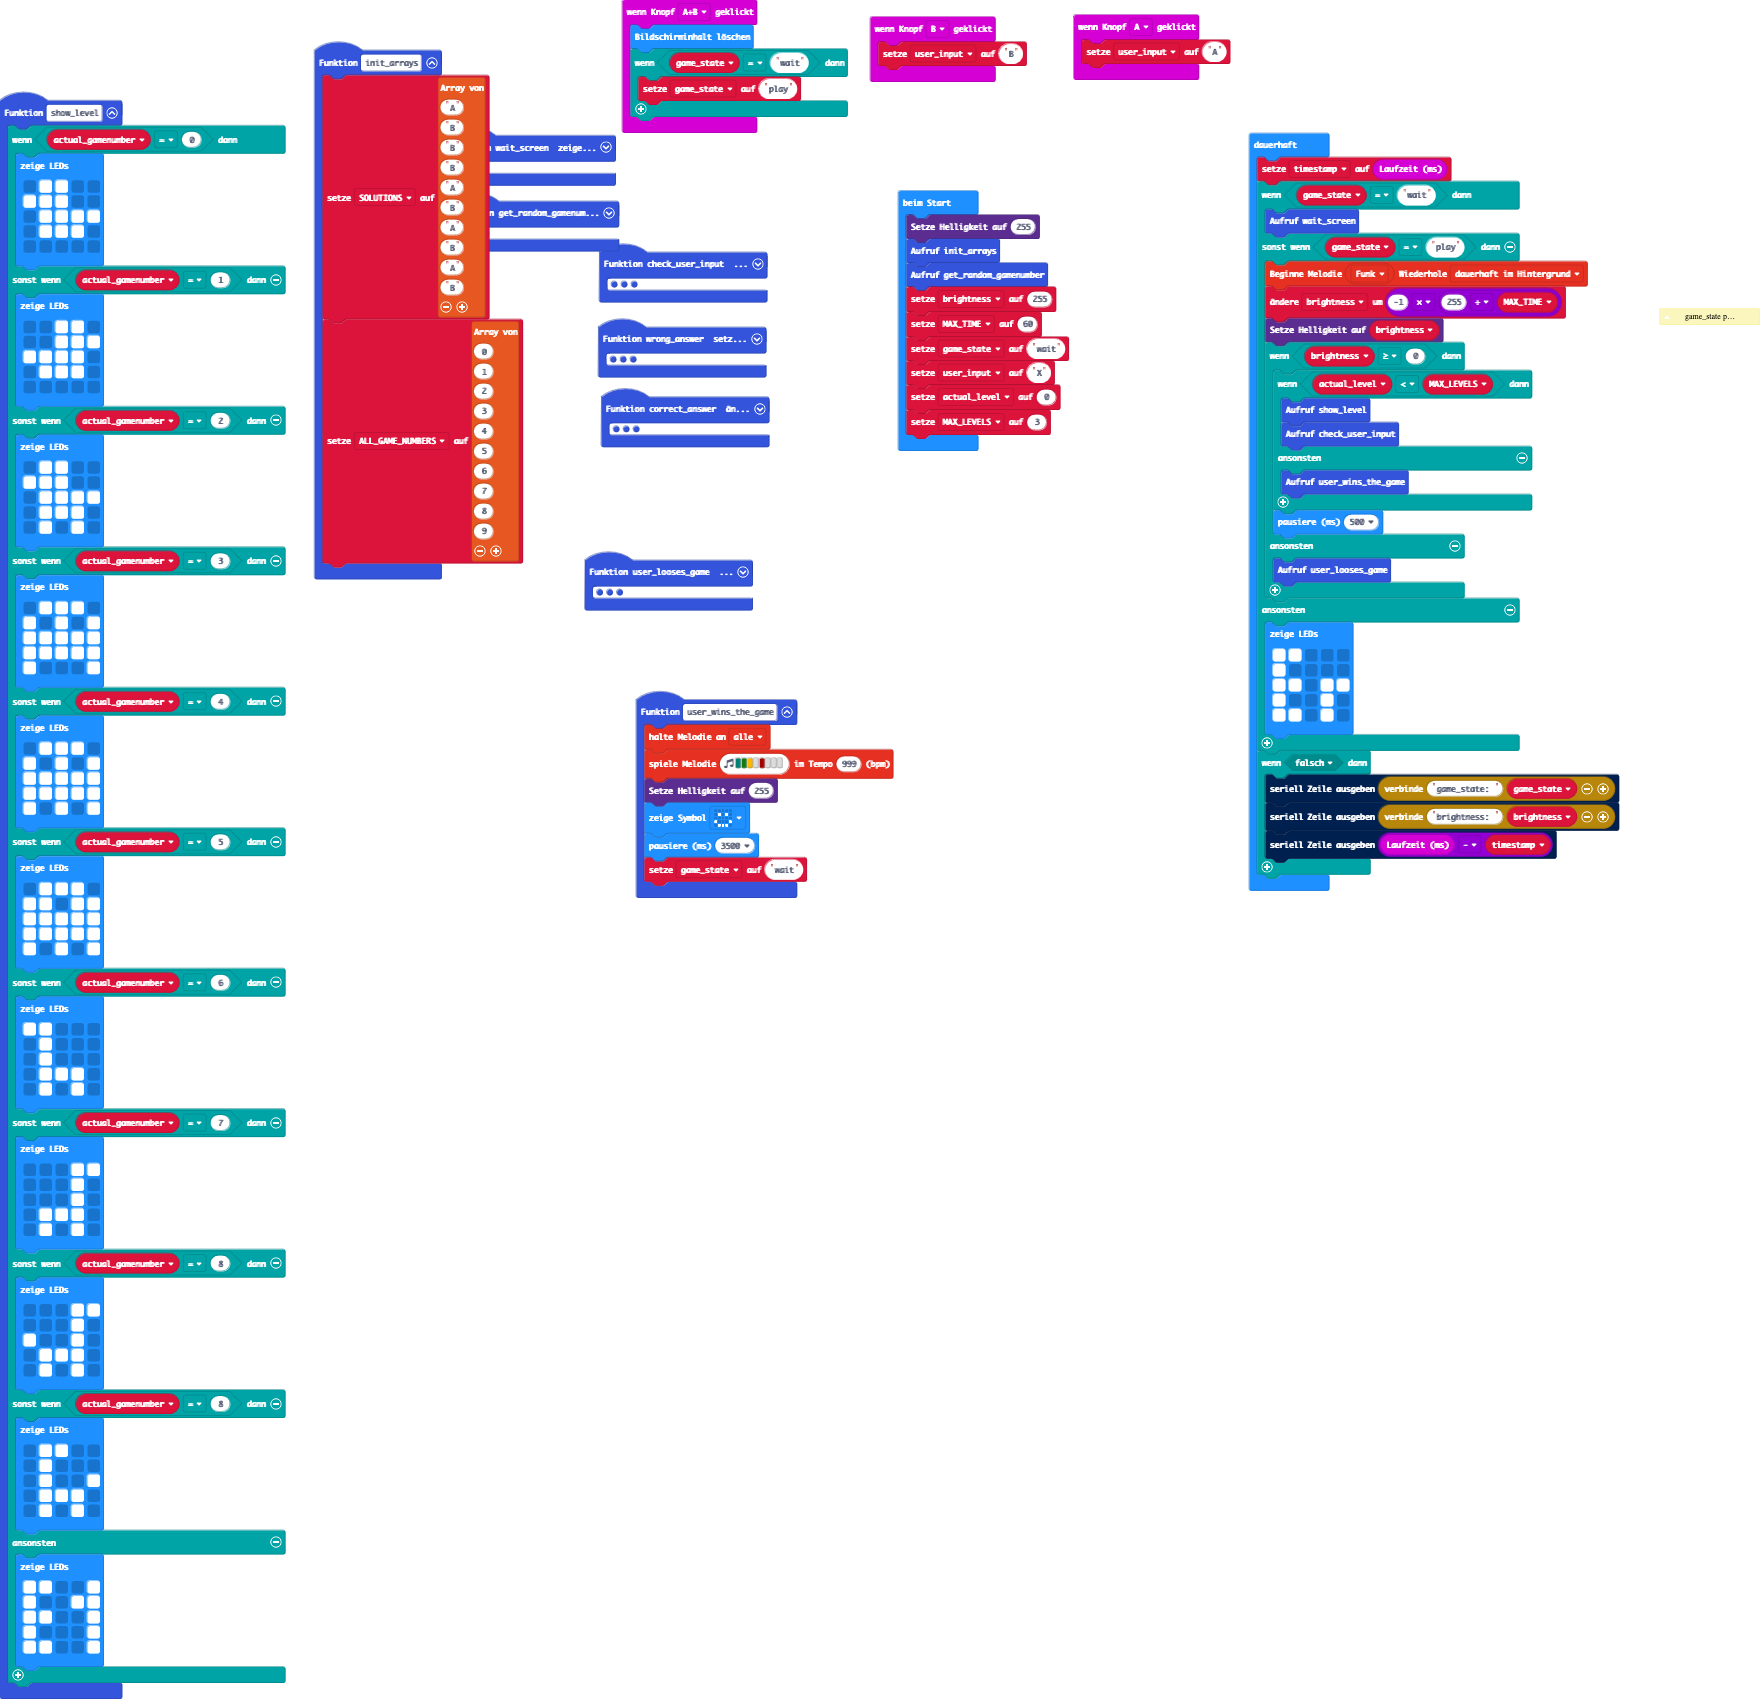 Funktion show_level
wenn actual_gamenumber = 0 dann
zeige LEDs
sonst wenn actual_gamenumber = 1 dann
zeige LEDs
sonst wenn actual_gamenumber = 2 dann
zeige LEDs
sonst wenn actual_gamenumber = 3 dann
zeige LEDs
sonst wenn actual_gamenumber = 4 dann
zeige LEDs
sonst wenn actual_gamenumber = 5 dann
zeige LEDs
sonst wenn actual_gamenumber = 6 dann
zeige LEDs
sonst wenn actual_gamenumber = 7 dann
zeige LEDs
sonst wenn actual_gamenumber = 8 dann
zeige LEDs
sonst wenn actual_gamenumber = 8 dann
zeige LEDs
ansonsten
zeige LEDs
Funktion init_arrays
setze SOLUTIONS auf
Array von
"A"
"B"
"B"
"B"
"A"
"B"
"A"
"B"
"A"
"B"
setze ALL_GAME_NUMBERS auf
Array von
0
1
2
3
4
5
6
7
8
9
wait_screen zeige...
n get_random_gamenum...
Funktion check_user_input ...
Funktion wrong_answer setz...
Funktion correct_answer än...
Funktion user_looses_game ...
wenn Knopf A+B geklickt
Bildschirminhalt löschen
wenn game_state = "wait" dann
setze game_state auf "play"
wenn Knopf B geklickt
setze user_input auf "B"
wenn Knopf A geklickt
setze user_input auf "A"
beim Start
Setze Helligkeit auf 255
Aufruf init_arrays
Aufruf get_random_gamenumber
setze brightness auf 255
setze MAX_TIME auf 60
setze game_state auf "wait"
setze user_input auf "X"
setze actual_level auf 0
setze MAX_LEVELS auf 3
Funktion user_wins_the_game
halte Melodie an alle
spiele Melodie im Tempo 999 (bpm)
Setze Helligkeit auf 255
zeige Symbol
pausiere (ms) 3500
setze game_state auf "wait"
dauerhaft
setze timestamp auf Laufzeit (ms)
wenn game_state = "wait" dann
Aufruf wait_screen
sonst wenn game_state = "play" dann
Beginne Melodie Funk Wiederhole dauerhaft im Hintergrund
ändere brightness um -1 × 255 ÷ MAX_TIME
Setze Helligkeit auf brightness
wenn brightness ≥ 0 dann
wenn actual_level < MAX_LEVELS dann
Aufruf show_level
Aufruf check_user_input
ansonsten
Aufruf user_wins_the_game
pausiere (ms) 500
ansonsten
Aufruf user_looses_game
ansonsten
zeige LEDs
wenn falsch dann
seriell Zeile ausgeben verbinde "game_state: " game_state
seriell Zeile ausgeben verbinde "brightness: " brightness
seriell Zeile ausgeben Laufzeit (ms) - timestamp
game_state p...